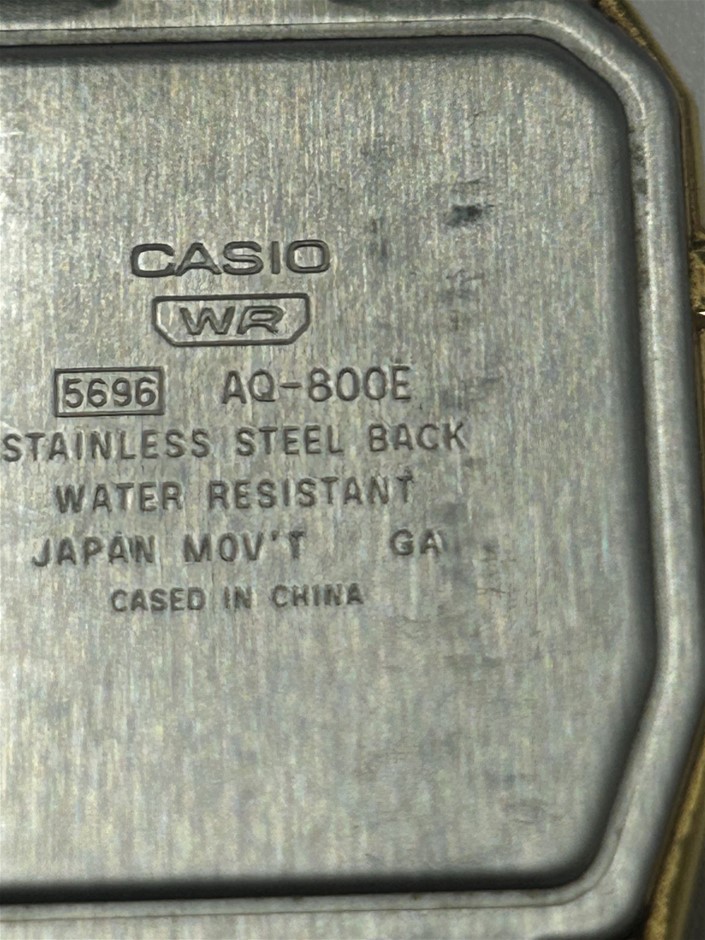 CASIO
WR
5696 AQ-800E
STAINLESS STEEL BACK
WATER RESISTANT
JAPAN MOV'T GA
CASED IN CHINA